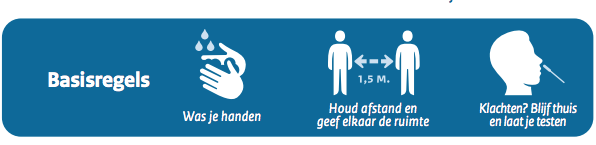 Basisregels
Was je handen
1,5 M.
Houd afstand en
geef elkaar de ruimte
Klachten? Blijf thuis
en laat je testen